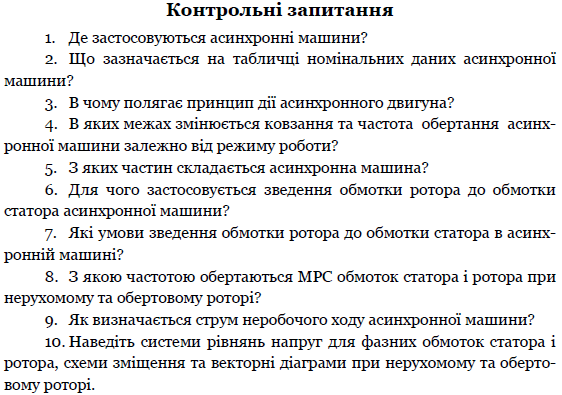 Контрольні запитання
1. Де застосовуються асинхронні машини?
2. Що зазначається на табличці номінальних даних асинхронної
машини?
3. В чому полягає принцип дії асинхронного двигуна?
4. В яких межах змінюється ковзання та частота обертання асинх-
ронної машини залежно від режиму роботи?
5. З яких частин складається асинхронна машина?
6. Для чого застосовується зведення обмотки ротора до обмотки
статора асинхронної машини?
7. Які умови зведення обмотки ротора до обмотки статора в асинх-
ронній машині?
8. З якою частотою обертаються МРС обмоток статора і ротора при
нерухомому та обертовому роторі?
9. Як визначається струм неробочого ходу асинхронної машини?
10. Наведіть системи рівнянь напруг для фазних обмоток статора і
ротора, схеми зміщення та векторні діаграми при нерухомому та оберто-
вому роторі.